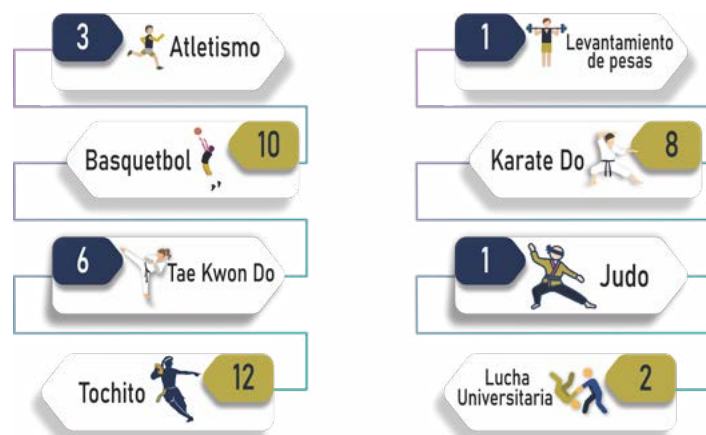 3
Atletismo
Basquetbol
10
6
Tae Kwon Do
Tochito
12
1
Levantamiento
de pesas
Karate Do
8
1
Judo
Lucha
Universitaria
2